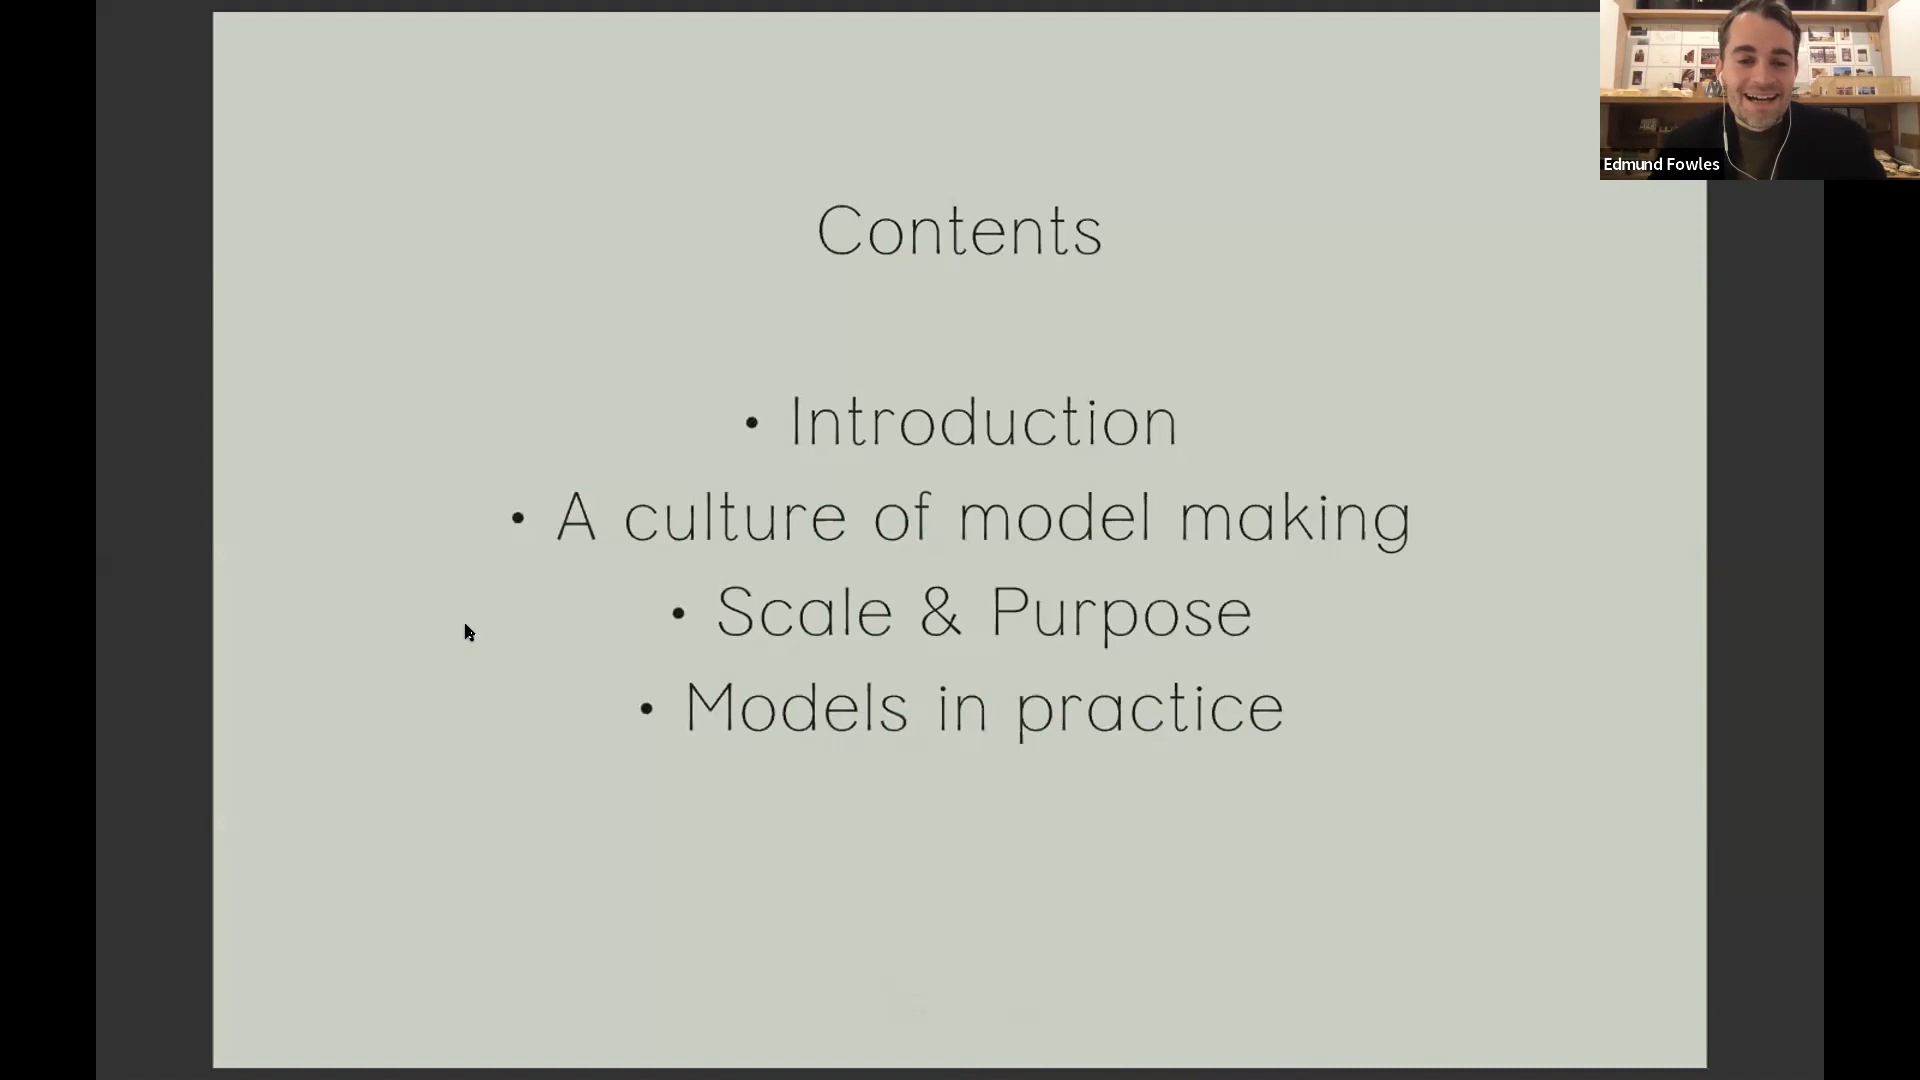 Contents
• Introduction
• A culture of model making
• Scale & Purpose
• Models in practice
Edmund Fowles